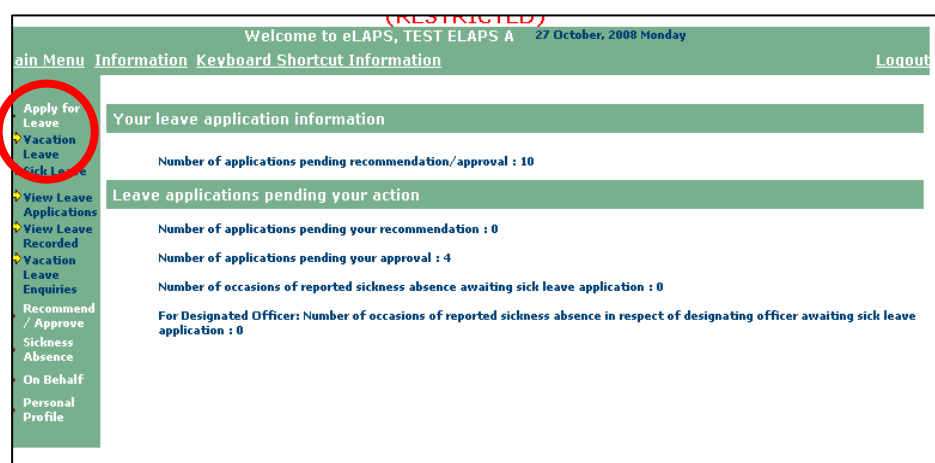 (RESTRICTED)
Welcome to eLAPS, TEST ELAPS A 27 October, 2008 Monday
ain Menu Information Keyboard Shortcut Information Logout
Apply for
Leave
Vacation
Leave
Sick Leave
View Leave
Applications
View Leave
Recorded
Vacation
Leave
Enquiries
Recommend
/ Approve
Sickness
Absence
On Behalf
Personal
Profile
Your leave application information
Number of applications pending recommendation/approval : 10
Leave applications pending your action
Number of applications pending your recommendation : 0
Number of applications pending your approval : 4
Number of occasions of reported sickness absence awaiting sick leave application : 0
For Designated Officer: Number of occasions of reported sickness absence in respect of designating officer awaiting sick leave
application : 0